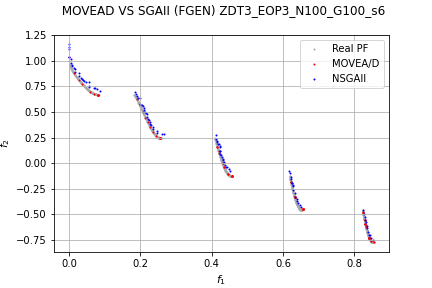 MOVEAD VS SGAII (FGEN) ZDT3_EOP3_N100_G100_s6
1.25
1.00
0.75
0.50
0.25
0.00
−0.25
−0.50
−0.75
f2
Real PF
MOVEA/D
NSGAII
0.0 0.2 0.4 0.6 0.8
f1